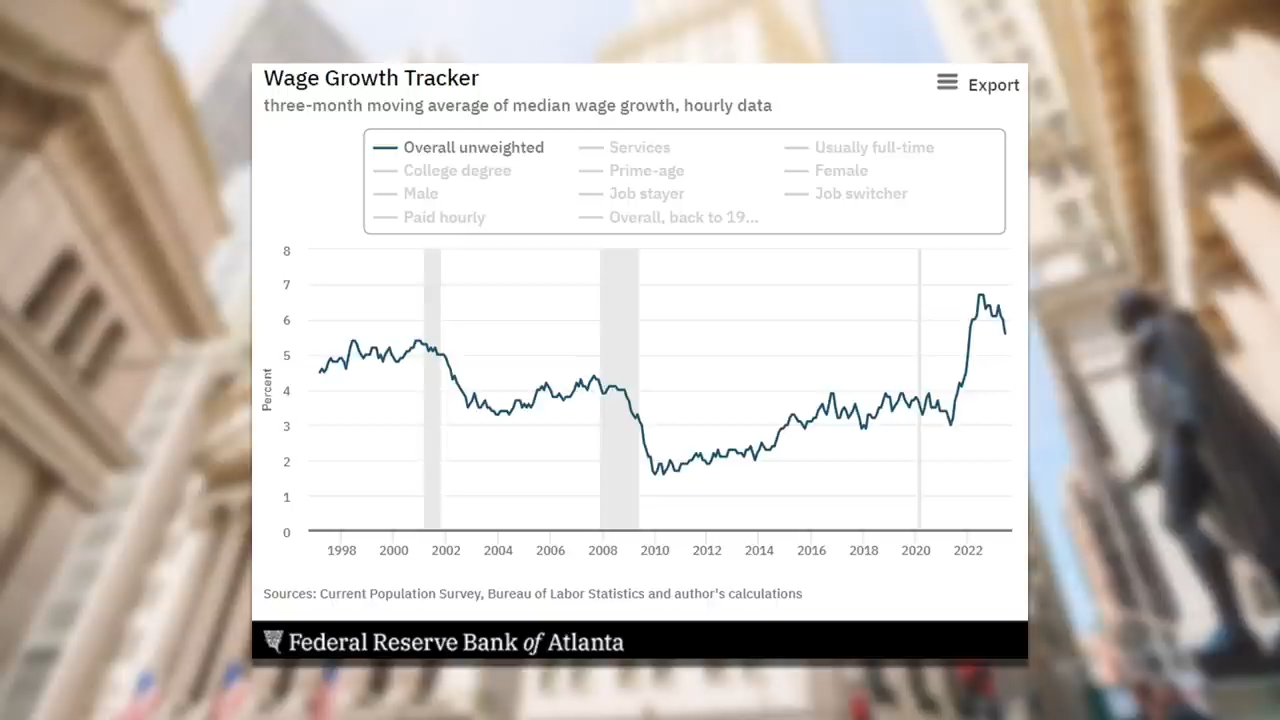 Wage Growth Tracker
Export
three-month moving average of median wage growth, hourly data
Overall unweighted Services Usually full-time
College degree Prime-age Female
Male Job stayer Job switcher
Paid hourly Overall, back to 19...
8
7
6
5
4
3
2
1
0
Percent
1998 2000 2002 2004 2006 2008 2010 2012 2014 2016 2018 2020 2022
Sources: Current Population Survey, Bureau of Labor Statistics and author's calculations
Federal Reserve Bank of Atlanta